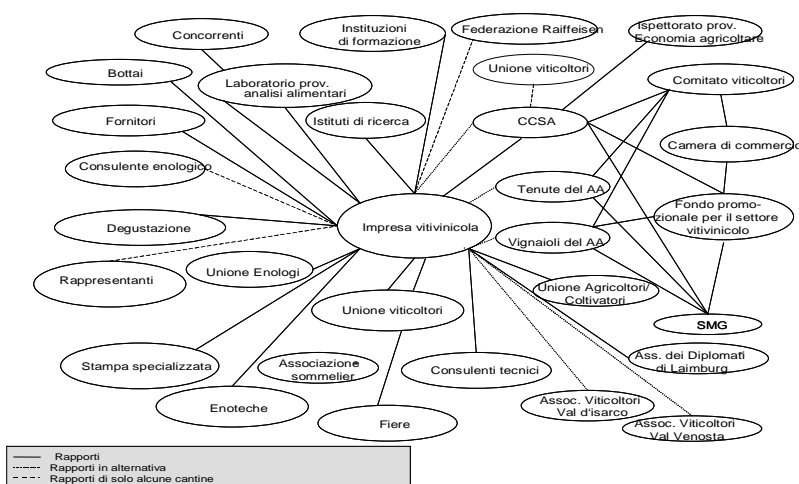 Concorrenti
Instituzioni
di formazione
Federazione Raiffeisen
Ispettorato prov.
Economia agricoltare
Bottai
Laboratorio prov.
analisi alimentari
Unione viticoltori
Comitato viticoltori
Fornitori
Istituti di ricerca
CCSA
Camera di commercio
Consulente enologico
Tenute del AA
Fondo promo-
zionale per il settore
vitivinicolo
Degustazione
Impresa vitivinicola
Vignaioli del AA
Rappresentanti
Unione Enologi
Unione Agricoltori/
Coltivatori
Unione viticoltori
SMG
Stampa specializzata
Associazione
sommelier
Consulenti tecnici
Ass. dei Diplomati
di Laimburg
Enoteche
Fiere
Assoc. Viticoltori
Val d'isarco
Assoc. Viticoltori
Val Venosta
Rapporti
Rapporti in alternativa
Rapporti di solo alcune cantine